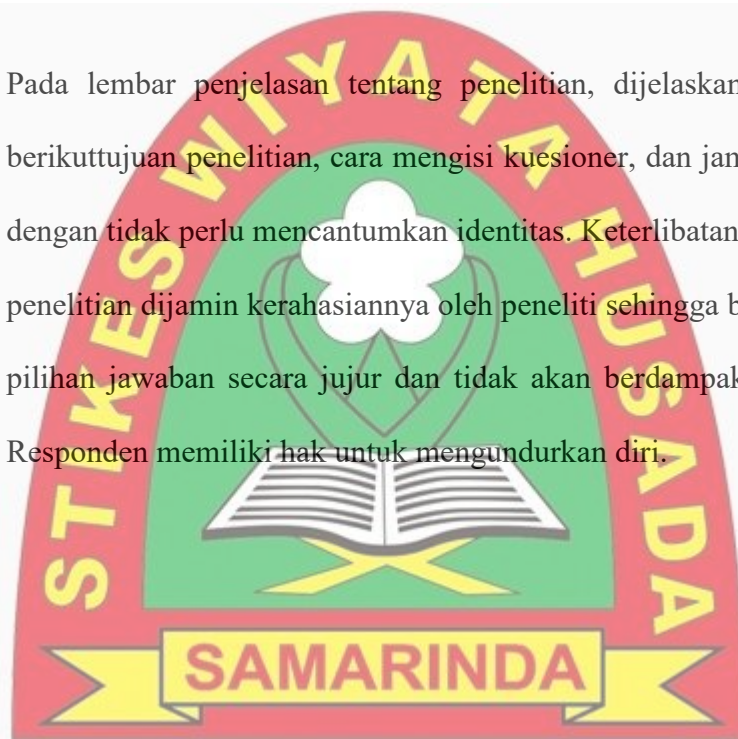 Pada lembar penjelasan tentang penelitian, dijelaskan
berikuttujuan penelitian, cara mengisi kuesioner, dan jan
dengan tidak perlu mencantumkan identitas. Keterlibatan
penelitian dijamin kerahasiannya oleh peneliti sehingga b
pilihan jawaban secara jujur dan tidak akan berdampak
Responden memiliki hak untuk mengundurkan diri.
STIKES WIYATA HUSADA
SAMARINDA